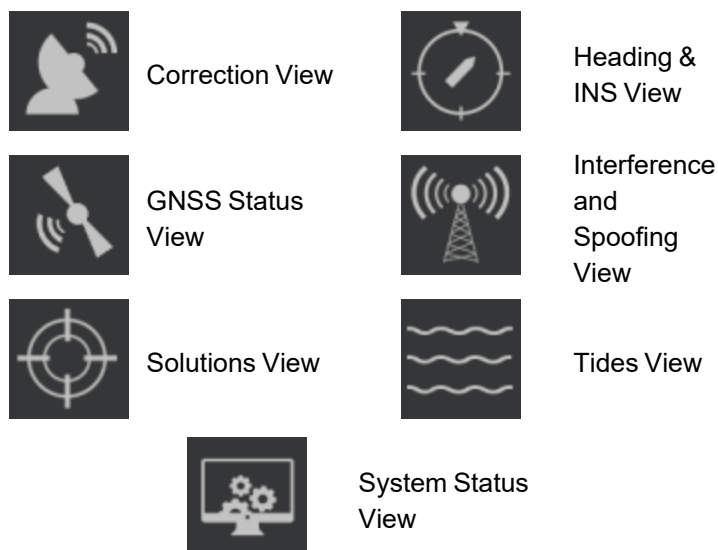 Correction View
Heading &
INS View
GNSS Status
View
Interference
and
Spoofing
View
Solutions View
Tides View
System Status
View